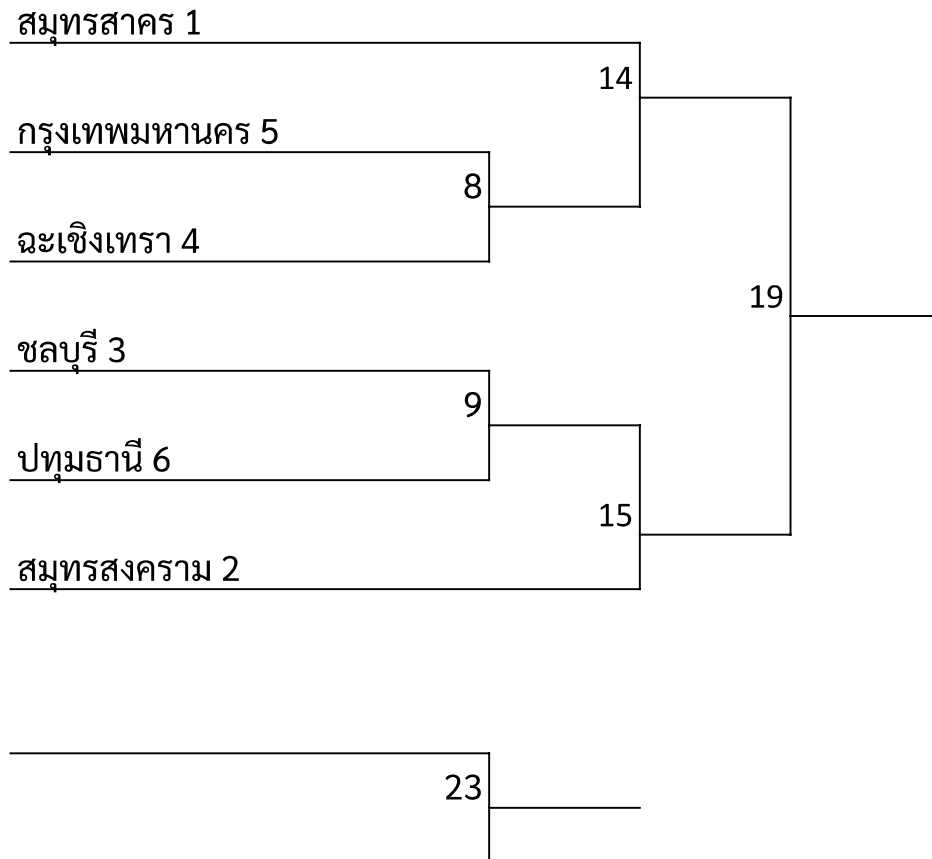 สมุทรสาคร 1
14
กรุงเทพมหานคร 5
8
ฉะเชิงเทรา 4
19
ชลบุรี 3
9
ปทุมธานี 6
15
สมุทรสงคราม 2
23